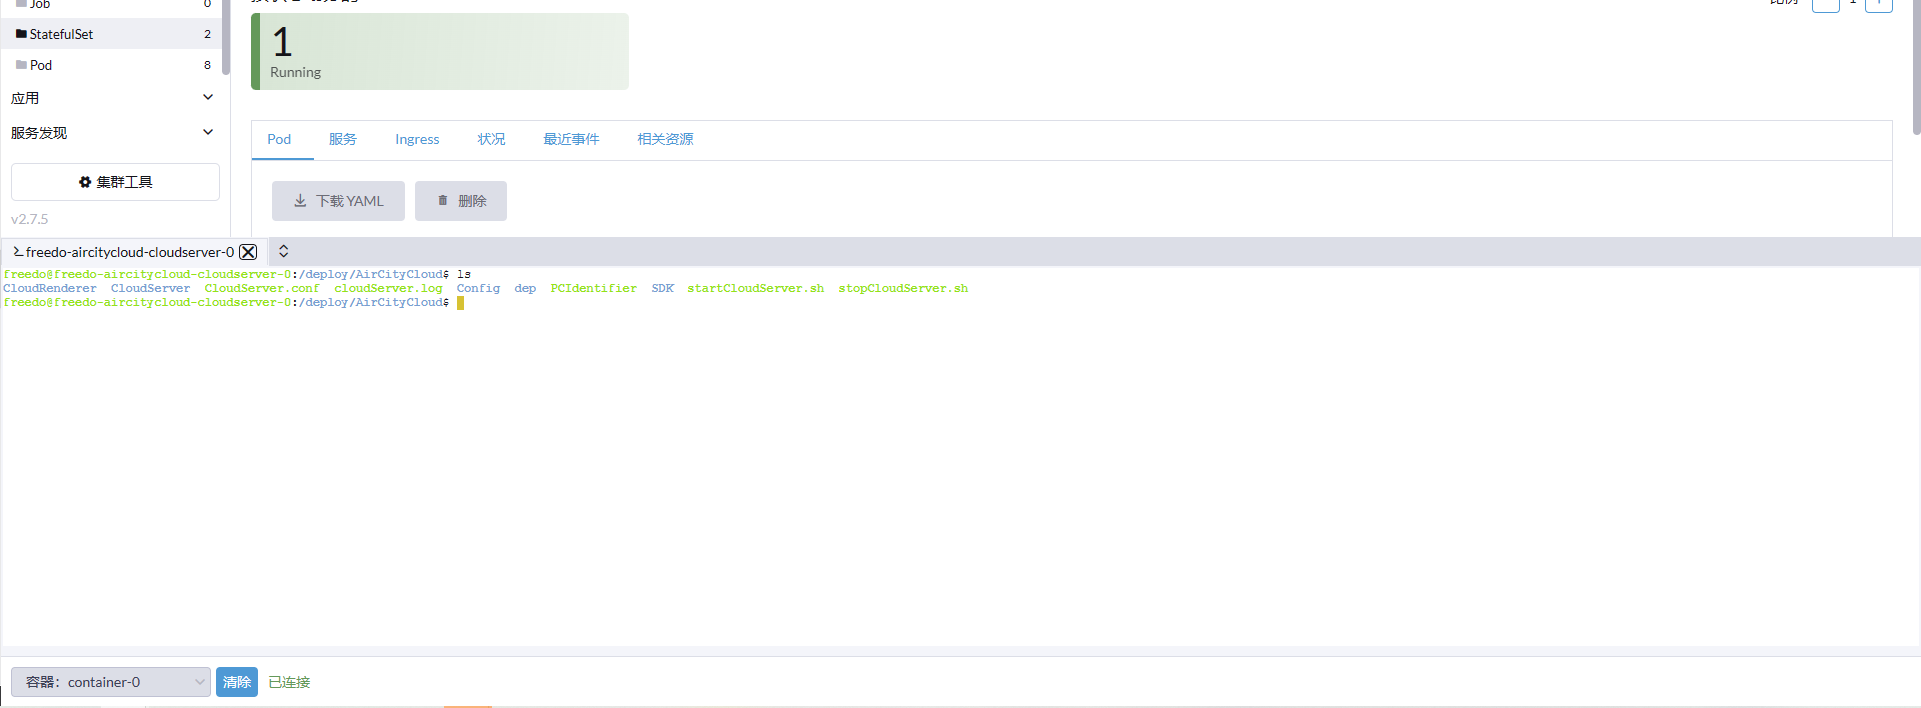 Job 0
StatefulSet 2
Pod 8
应用
服务发现
集群工具
v2.7.5
1
1
Running
Pod 服务 Ingress 状况 最近事件 相关资源
下载 YAML 删除
freedo-aircitycloud-cloudserver-0
freedo@freedo-aircitycloud-cloudserver-0:/deploy/AirCityCloud$ ls
CloudRenderer CloudServer CloudServer.conf cloudServer.log Config dep PCIdentifier SDK startCloudServer.sh stopCloudServer.sh
freedo@freedo-aircitycloud-cloudserver-0:/deploy/AirCityCloud$
容器：container-0 清除 已连接